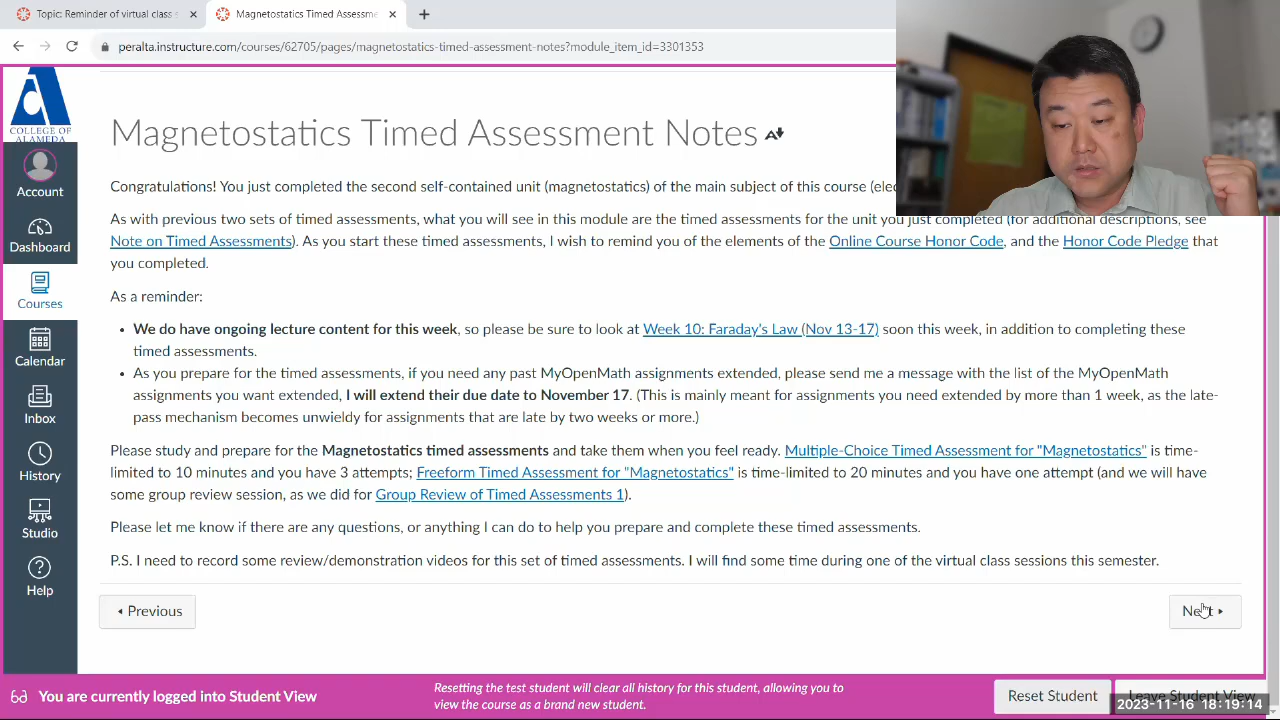 Topic: Reminder of virtual class s
Magnetostatics Timed Assessme
peralta.instructure.com/courses/62705/pages/magnetostatics-timed-assessment-notes?module_item_id=3301353
COLLEGE OF
ALAMEDA
Account
Dashboard
Courses
Calendar
Inbox
History
Studio
Help
Magnetostatics Timed Assessment Notes
Congratulations! You just completed the second self-contained unit (magnetostatics) of the main subject of this course (elec
As with previous two sets of timed assessments, what you will see in this module are the timed assessments for the unit you just completed (for additional descriptions, see
Note on Timed Assessments). As you start these timed assessments, I wish to remind you of the elements of the Online Course Honor Code, and the Honor Code Pledge that
you completed.
As a reminder:
• We do have ongoing lecture content for this week, so please be sure to look at Week 10: Faraday's Law (Nov 13-17) soon this week, in addition to completing these
timed assessments.
• As you prepare for the timed assessments, if you need any past MyOpenMath assignments extended, please send me a message with the list of the MyOpenMath
assignments you want extended, I will extend their due date to November 17. (This is mainly meant for assignments you need extended by more than 1 week, as the late-
pass mechanism becomes unwieldy for assignments that are late by two weeks or more.)
Please study and prepare for the Magnetostatics timed assessments and take them when you feel ready. Multiple-Choice Timed Assessment for "Magnetostatics" is time-
limited to 10 minutes and you have 3 attempts; Freeform Timed Assessment for "Magnetostatics" is time-limited to 20 minutes and you have one attempt (and we will have
some group review session, as we did for Group Review of Timed Assessments 1).
Please let me know if there are any questions, or anything I can do to help you prepare and complete these timed assessments.
P.S. I need to record some review/demonstration videos for this set of timed assessments. I will find some time during one of the virtual class sessions this semester.
Previous
Next
You are currently logged into Student View
Resetting the test student will clear all history for this student, allowing you to
view the course as a brand new student.
Reset Student
Leave Student View
2023-11-16 18:19:14